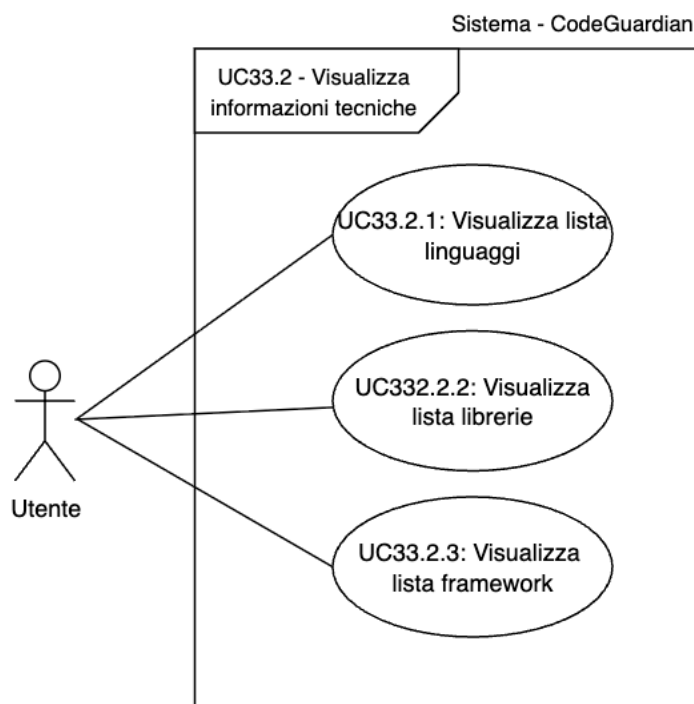 Sistema - CodeGuardian
UC33.2 - Visualizza
informazioni tecniche
UC33.2.1: Visualizza lista
linguaggi
UC332.2.2: Visualizza
lista librerie
Utente
UC33.2.3: Visualizza
lista framework